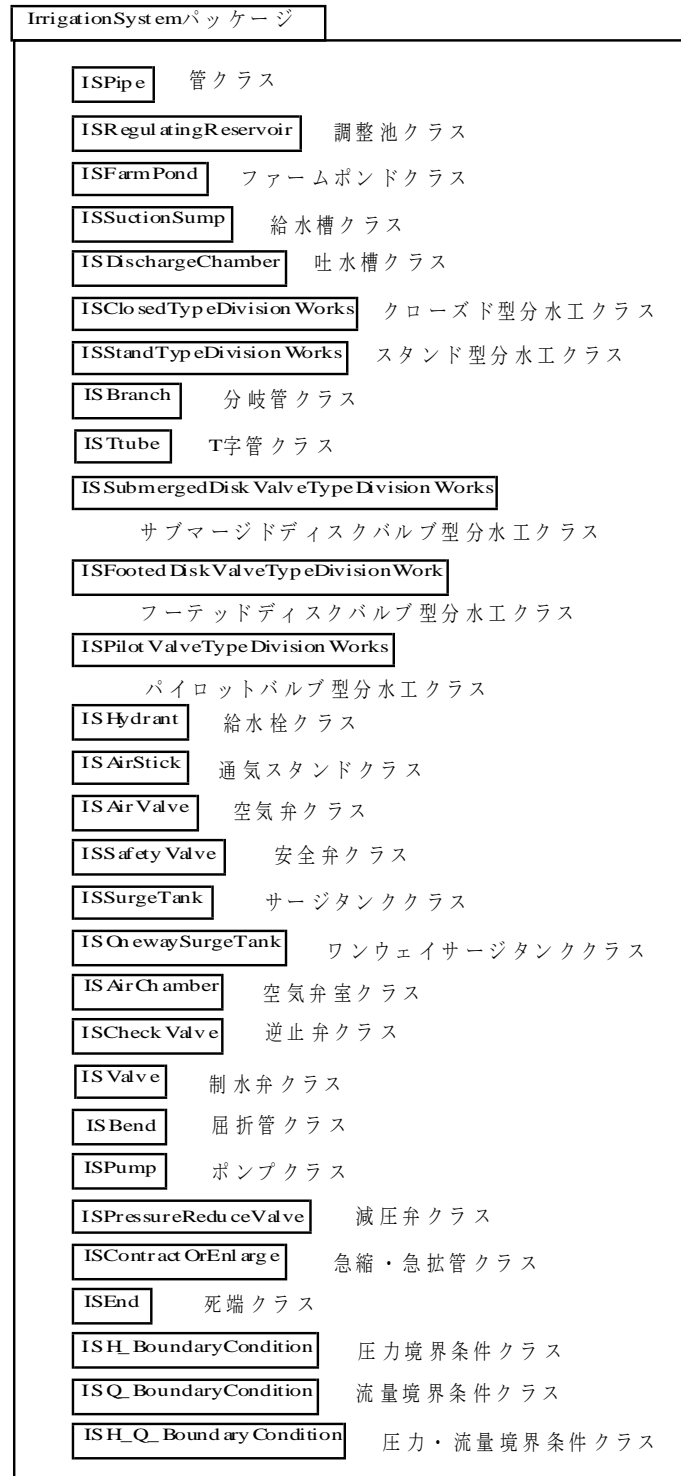 IrrigationSystemパッケージ
ISPipe 管クラス
ISRegulatingReservoir 調整池クラス
ISFarmPond ファームポンドクラス
ISSuctionSump 給水槽クラス
ISDischargeChamber 吐水槽クラス
ISClosedTypeDivisionWorks クローズド型分水工クラス
ISStandTypeDivisionWorks スタンド型分水工クラス
ISBranch 分岐管クラス
ISTtube T字管クラス
ISSubmergedDiskValveTypeDivisionWorks
サブマージドディスクバルブ型分水工クラス
ISFootedDiskValveTypeDivisionWork
フーテッドディスクバルブ型分水工クラス
ISPilotValveTypeDivisionWorks
パイロットバルブ型分水工クラス
ISHydrant 給水栓クラス
ISAirStick 通気スタンドクラス
ISAirValve 空気弁クラス
ISSafetyValve 安全弁クラス
ISSurgeTank サージタンククラス
ISOnewaySurgeTank ワンウェイサージタンククラス
ISAirChamber 空気弁室クラス
ISCheckValve 逆止弁クラス
ISValve 制水弁クラス
ISBend 屈折管クラス
ISPump ポンプクラス
ISPressureReduceValve 減圧弁クラス
ISContractOrEnlarge 急縮・急拡管クラス
ISEnd 死端クラス
ISH_BoundaryCondition 圧力境界条件クラス
ISQ_BoundaryCondition 流量境界条件クラス
ISH_Q_BoundaryCondition 圧力・流量境界条件クラス